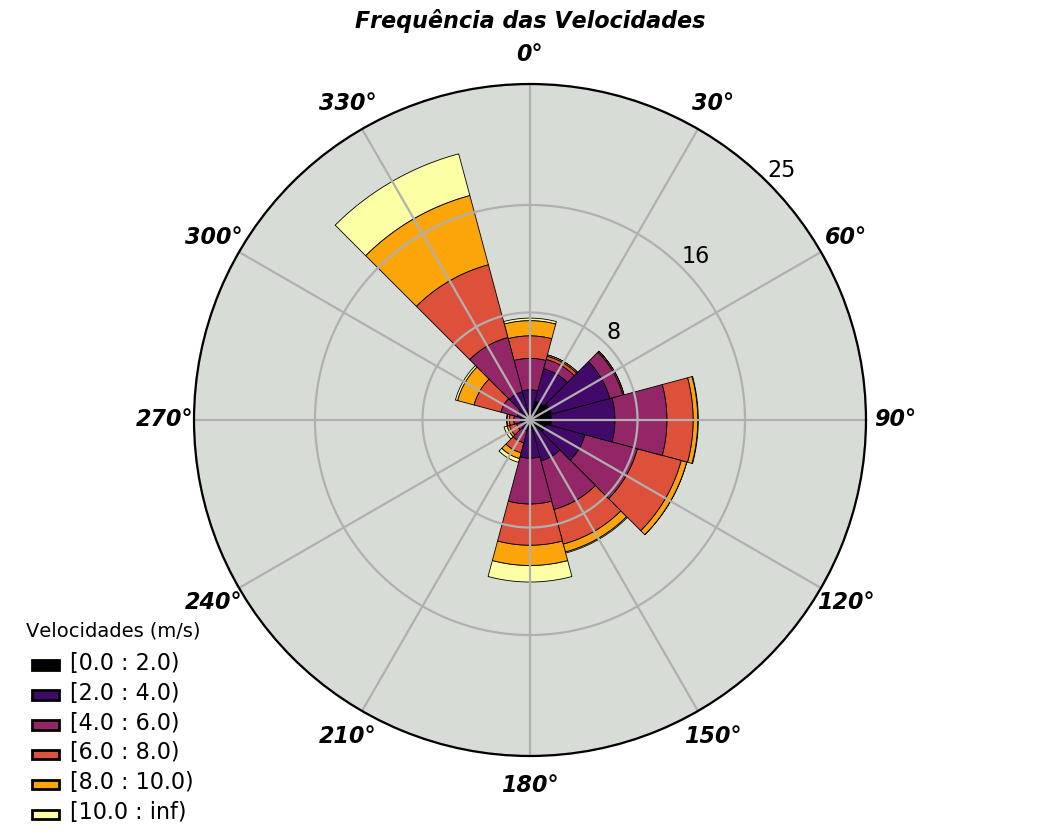 Frequência das Velocidades
0°
330° 30°
25
300° 60°
16
8
270° 90°
240° 120°
210° 150°
180°
Velocidades (m/s)
[0.0 : 2.0)
[2.0 : 4.0)
[4.0 : 6.0)
[6.0 : 8.0)
[8.0 : 10.0)
[10.0 : inf)